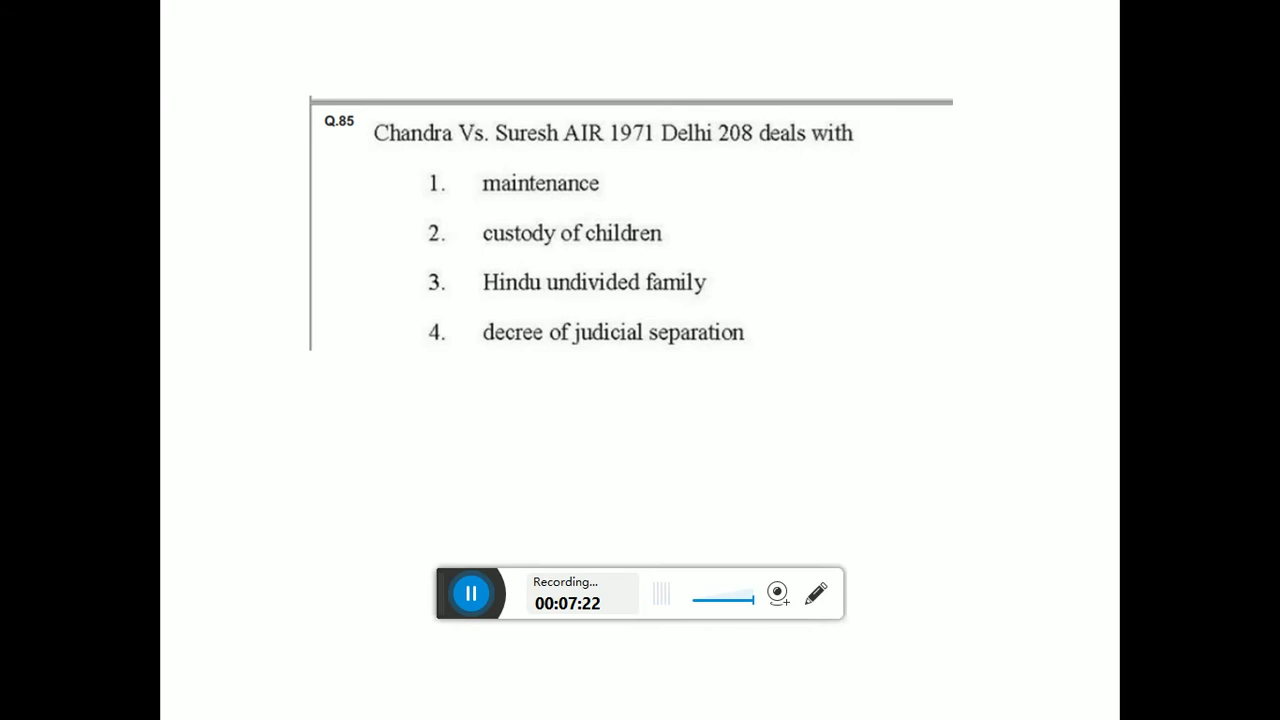 Q.85
Chandra Vs. Suresh AIR 1971 Delhi 208 deals with
1. maintenance
2. custody of children
3. Hindu undivided family
4. decree of judicial separation
Recording...
00:07:22